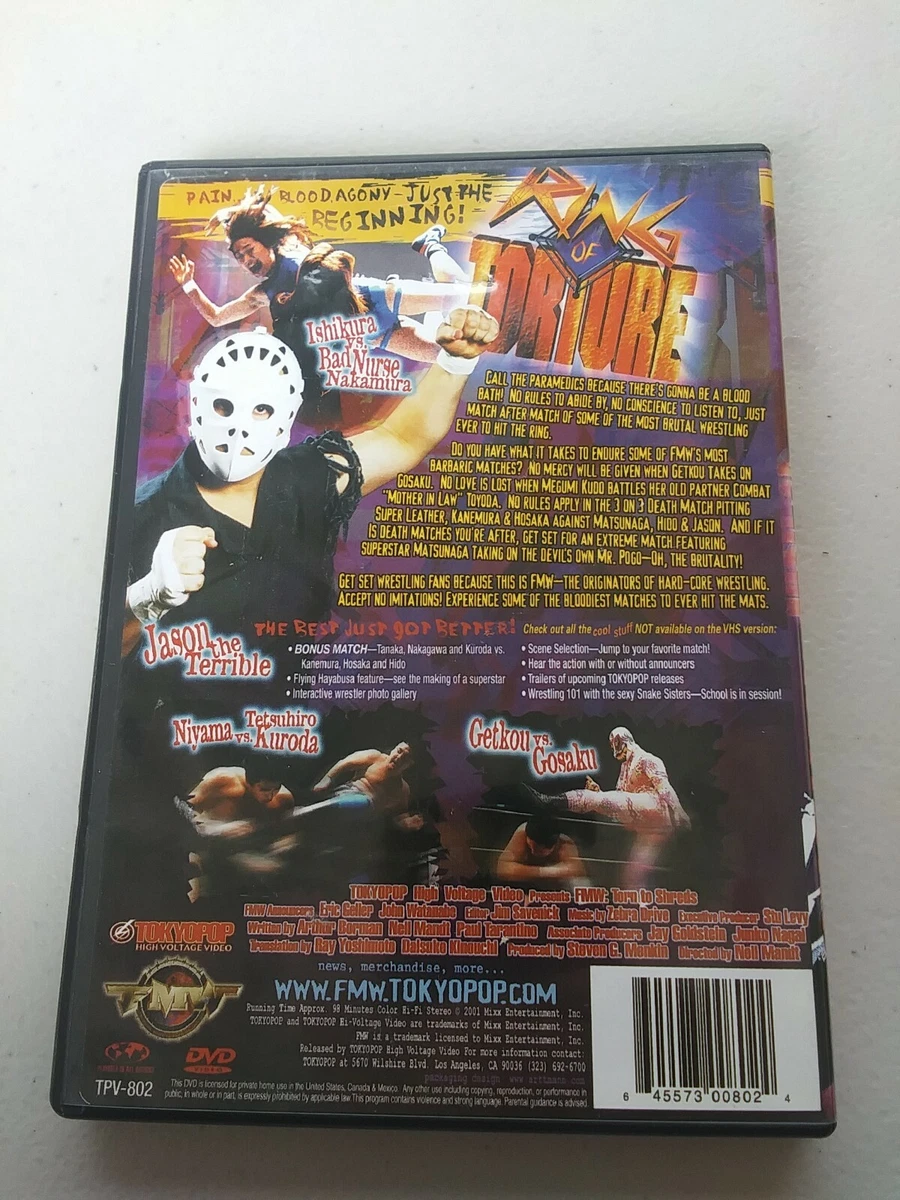 PAIN... BLOOD, AGONY - JUST THE
BEGINNING!
RING
OF
TORTURE
Ishikura
vs.
Bad Nurse
Nakamura
CALL THE PARAMEDICS BECAUSE THERE'S GONNA BE A BLOOD
BATH! NO RULES TO ABIDE BY, NO CONSCIENCE TO LISTEN TO, JUST
MATCH AFTER MATCH OF SOME OF THE MOST BRUTAL WRESTLING
EVER TO HIT THE RING.
DO YOU HAVE WHAT IT TAKES TO ENDURE SOME OF FMW'S MOST
BARBARIC MATCHES? NO MERCY WILL BE GIVEN WHEN GETKOU TAKES ON
GOSAKU. NO LOVE IS LOST WHEN MEGUMI KUDO BATTLES HER OLD PARTNER COMBAT
"MOTHER IN LAW" TOYODA. NO RULES APPLY IN THE 3 ON 3 DEATH MATCH PITTING
SUPER LEATHER, KANEMURA & HOSAKA AGAINST MATSUNAGA, HIDO & JASON. AND IF IT
IS DEATH MATCHES YOU'RE AFTER, GET SET FOR AN EXTREME MATCH FEATURING
SUPERSTAR MATSUNAGA TAKING ON THE DEVIL'S OWN MR. POGO—OH, THE BRUTALITY!
GET SET WRESTLING FANS BECAUSE THIS IS FMW—THE ORIGINATORS OF HARD-CORE WRESTLING.
ACCEPT NO IMITATIONS! EXPERIENCE SOME OF THE BLOODIEST MATCHES TO EVER HIT THE MATS.
Jason the
Terrible
THE BEST JUST GOT BETTER! Check out all the cool stuff NOT available on the VHS version:
• BONUS MATCH—Tanaka, Nakagawa and Kuroda vs.
Kanemura, Hosaka and Hido
• Flying Hayabusa feature—see the making of a superstar
• Interactive wrestler photo gallery
• Scene Selection—Jump to your favorite match!
• Hear the action with or without announcers
• Trailers of upcoming TOKYOPOP releases
• Wrestling 101 with the sexy Snake Sisters—School is in session!
Niyama vs. Tetsuhiro
Kuroda
Getkou vs.
Gosaku
TOKYOPOP High Voltage Video Presents FMW: Torn to Shreds
FMW Announcers Eric Geller John Watanabe Editor Jim Savenick Music by Zebra Drive Executive Producer Stu Levy
Written by Arthur Borman Neil Mandt Paul Tarantino Associate Producers Jay Goldstein Junko
Translation by Ray Yoshimoto Daisuke Kinouchi Produced by Steven G. Menkin Directed by Neil Mandt
TOKYOPOP
HIGH VOLTAGE VIDEO
news, merchandise, more...
WWW.FMW.TOKYOPOP.COM
FMW
Running Time Approx. 98 Minutes Color Hi-Fi Stereo © 2001 Mixx Entertainment, Inc.
TOKYOPOP and TOKYOPOP Hi-Voltage Video are trademarks of Mixx Entertainment, Inc.
FMW is a trademark licensed to Mixx Entertainment, Inc.
Released by TOKYOPOP High Voltage Video For more information contact:
TOKYOPOP at 5670 Wilshire Blvd. Los Angeles, CA 90036 (323) 692-6700
packaging design
DVD
VIDEO
TPV-802
This DVD is licensed for private home use in the United States, Canada & Mexico. Any other use including copying, reproduction, or performance in
public, in whole or in part, is expressly prohibited by applicable law. This program contains violence and strong language. Parental guidance is advised
6 45573 00802 4